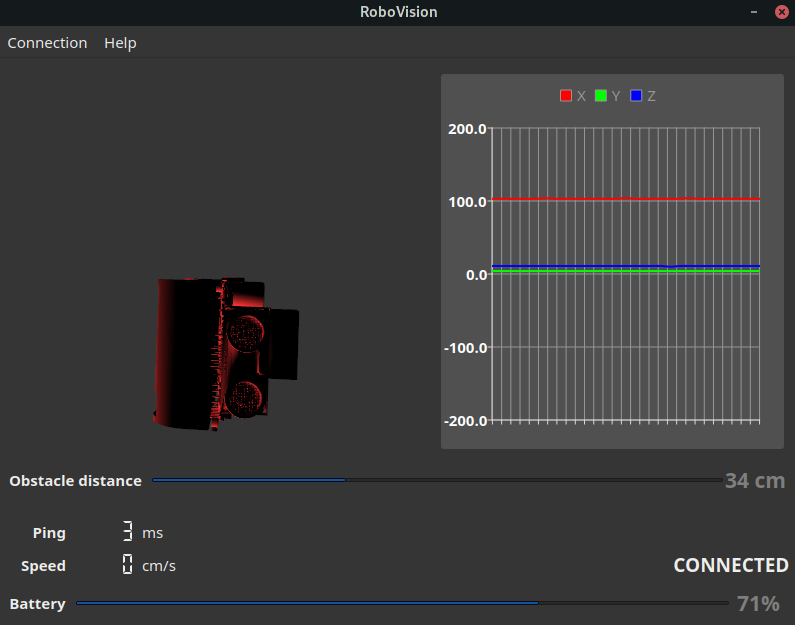 RoboVision
Connection Help
X Y Z
200.0
100.0
0.0
-100.0
-200.0
Obstacle distance 34 cm
Ping 3 ms
Speed 0 cm/s
CONNECTED
Battery 71%